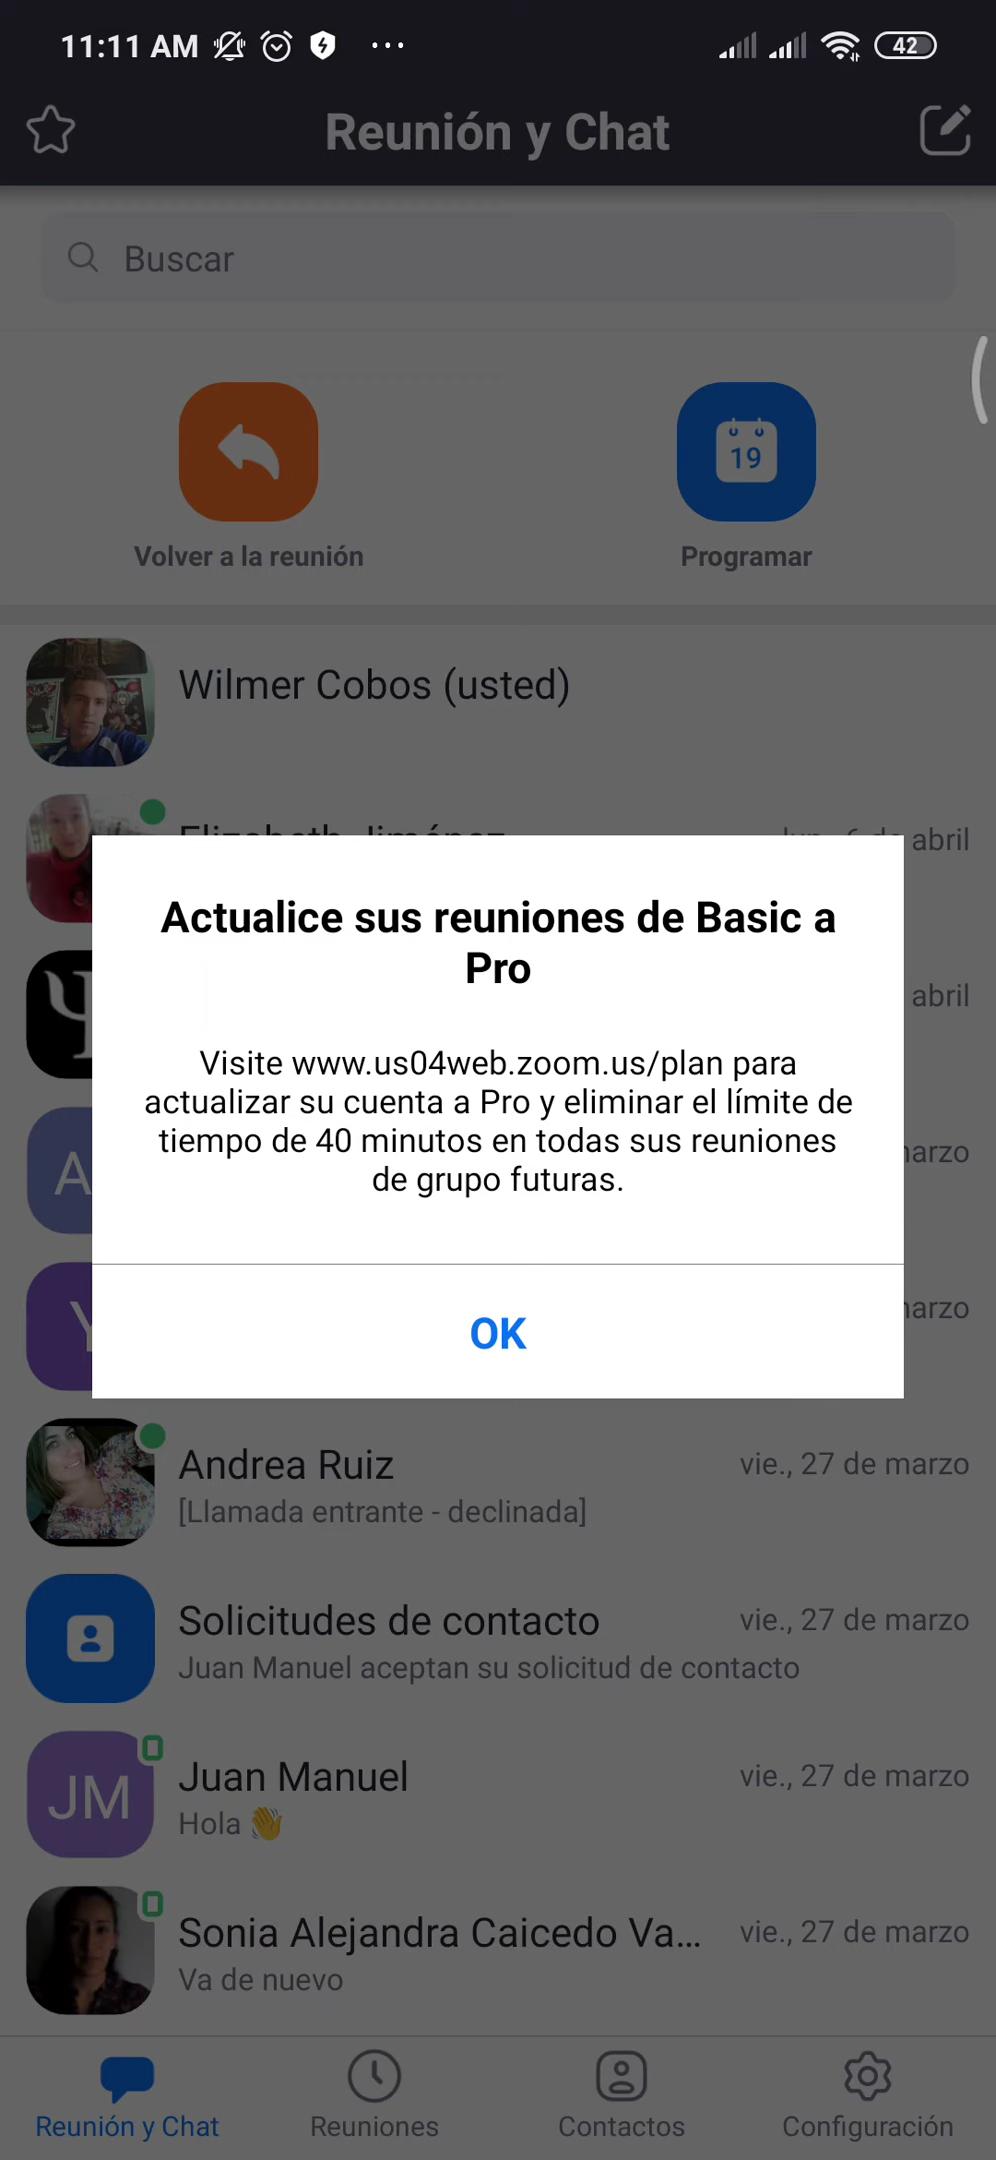 11:11 AM
42
Reunión y Chat
Buscar
19
Volver a la reunión
Programar
Wilmer Cobos (usted)
abril
Actualice sus reuniones de Basic a
Pro
abril
Visite www.us04web.zoom.us/plan para
actualizar su cuenta a Pro y eliminar el límite de
tiempo de 40 minutos en todas sus reuniones
de grupo futuras.
A
Y
OK
Andrea Ruiz
vie., 27 de marzo
[Llamada entrante - declinada]
Solicitudes de contacto
vie., 27 de marzo
Juan Manuel aceptan su solicitud de contacto
JM
Juan Manuel
vie., 27 de marzo
Hola 👋
Sonia Alejandra Caicedo Va...
vie., 27 de marzo
Va de nuevo
Reunión y Chat
Reuniones
Contactos
Configuración